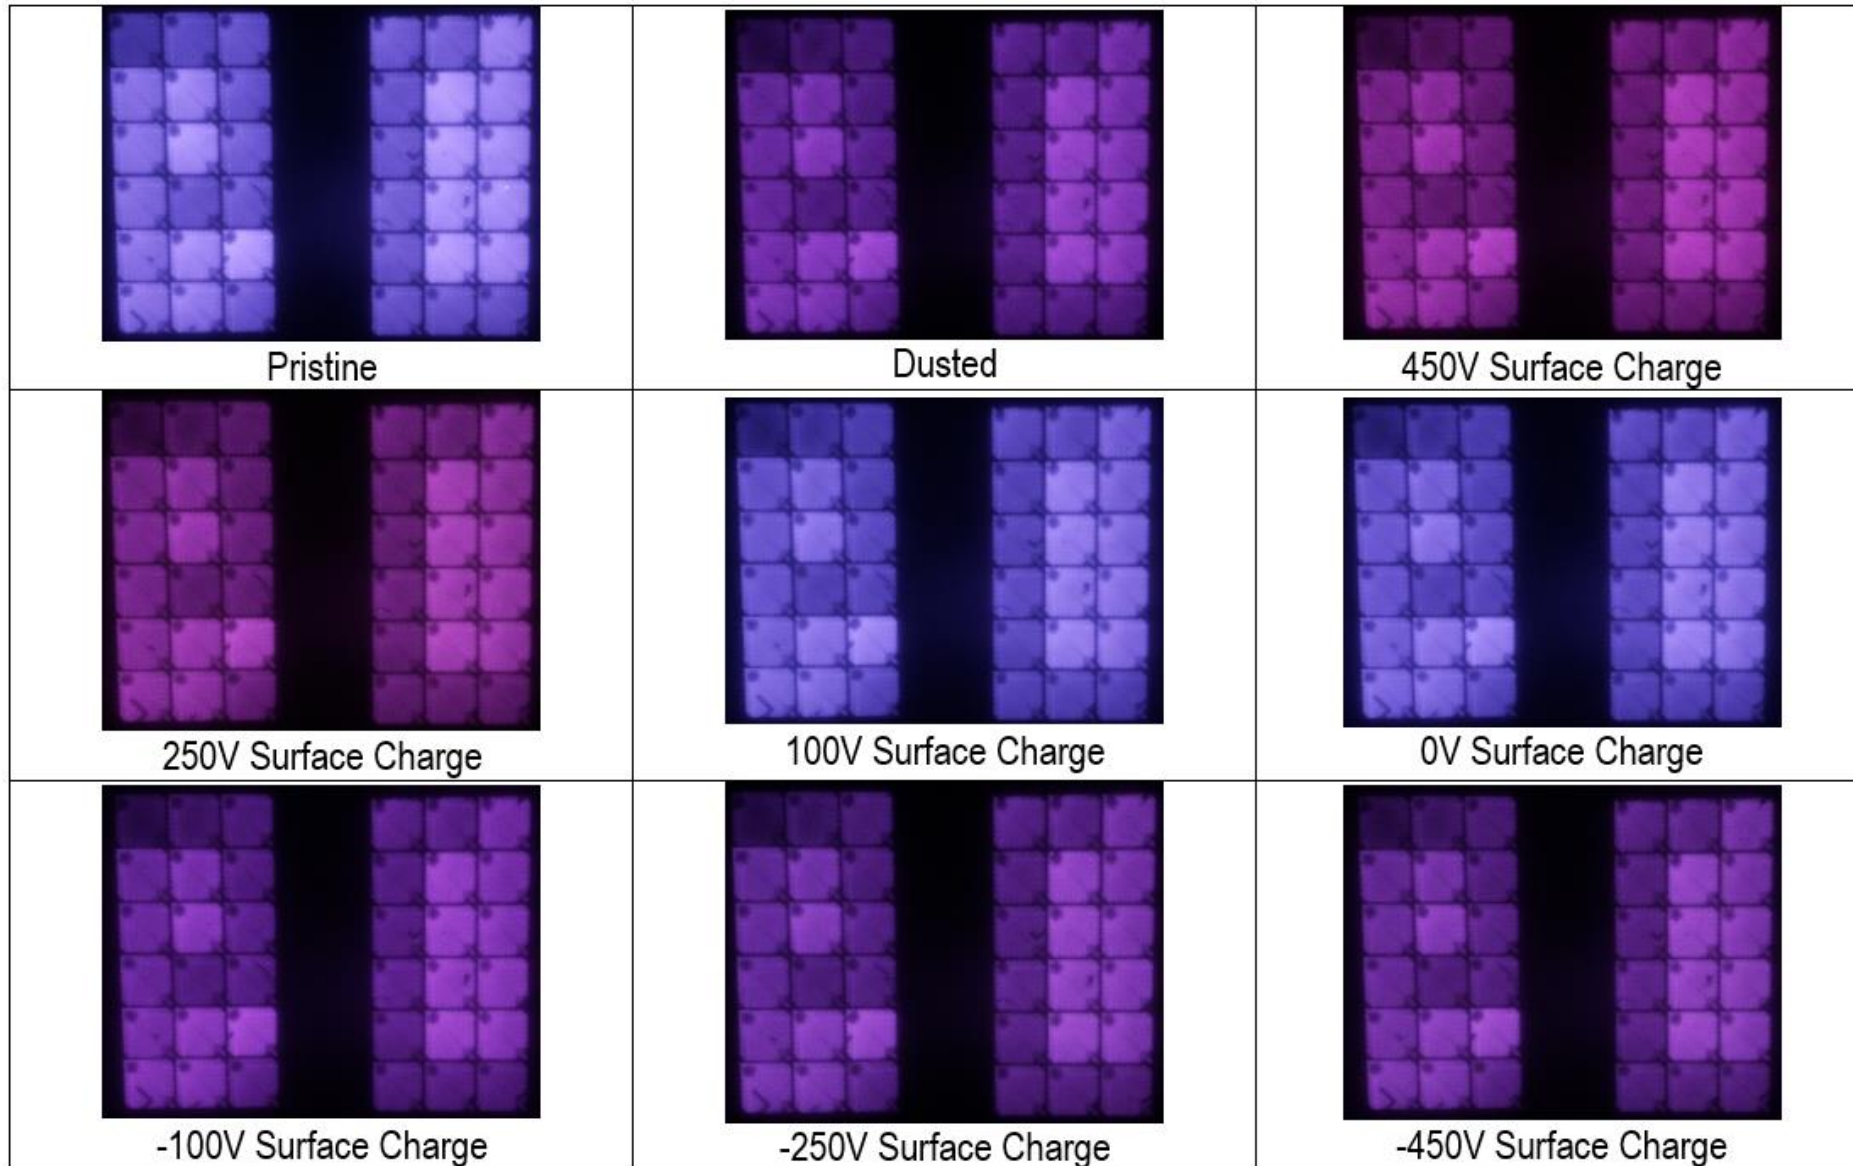 Pristine
Dusted
450V Surface Charge
250V Surface Charge
100V Surface Charge
0V Surface Charge
-100V Surface Charge
-250V Surface Charge
-450V Surface Charge